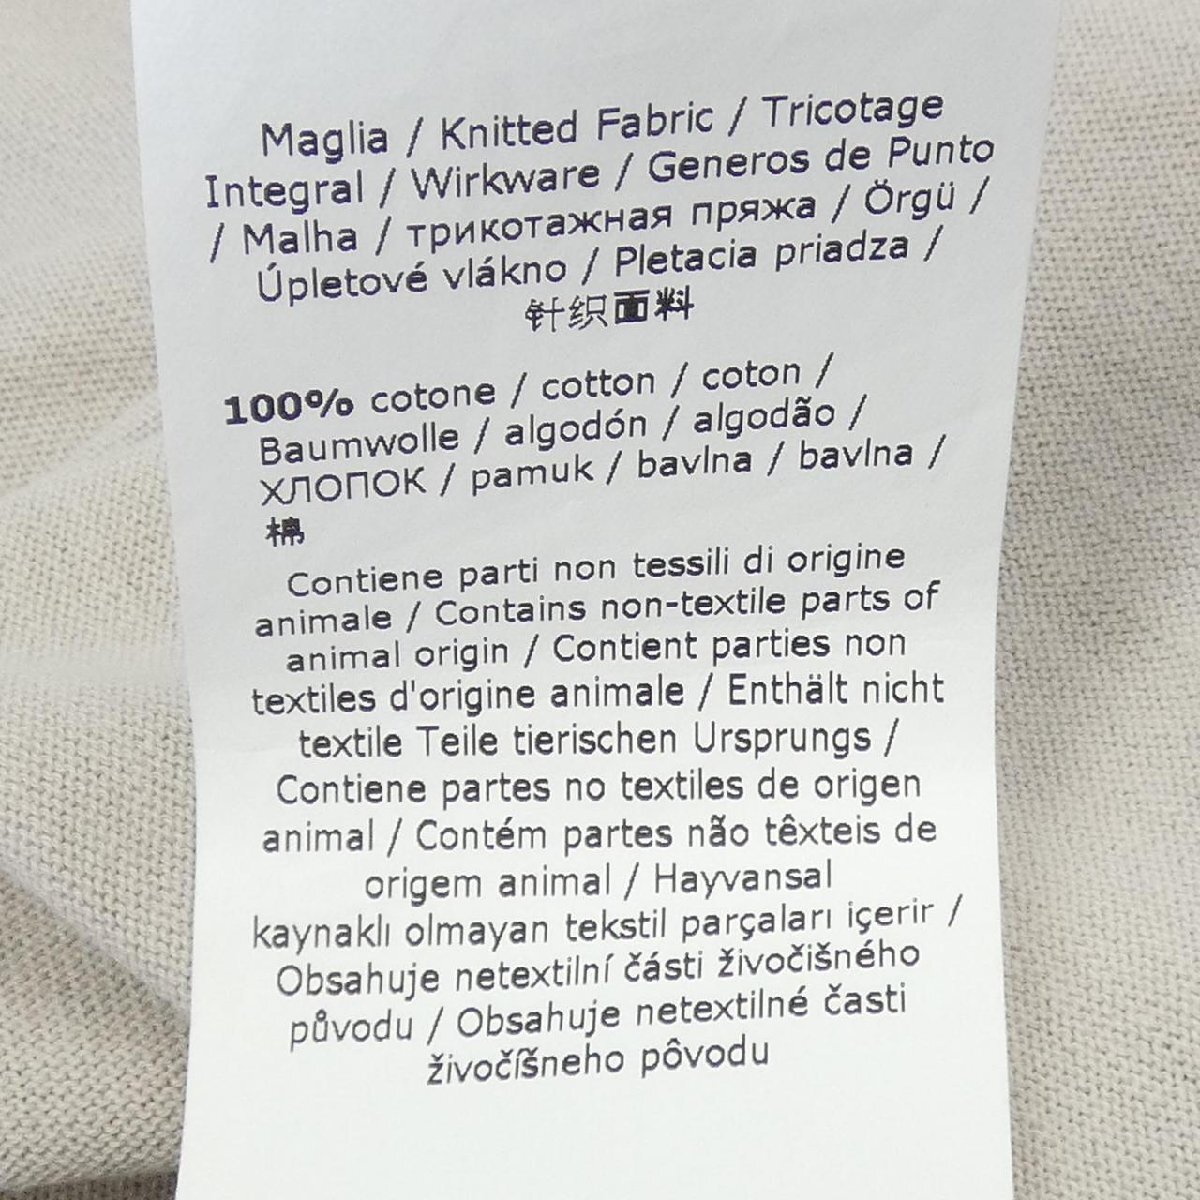 Maglia / Knitted Fabric / Tricotage
Integral / Wirkware / Generos de Punto
/ Malha / трикотажная пряжа / Örgü /
Úpletové vlákno / Pletacia priadza /
针织面料
100% cotone / cotton / coton /
Baumwolle / algodón / algodão /
ХЛОПОК / pamuk / bavlna / bavlna /
棉
Contiene parti non tessili di origine
animale / Contains non-textile parts of
animal origin / Contient parties non
textiles d'origine animale / Enthält nicht
textile Teile tierischen Ursprungs /
Contiene partes no textiles de origen
animal / Contém partes não têxteis de
origem animal / Hayvansal
kaynaklı olmayan tekstil parçaları içerir /
Obsahuje netextilní části živočišného
původu / Obsahuje netextilné časti
živočíšneho pôvodu